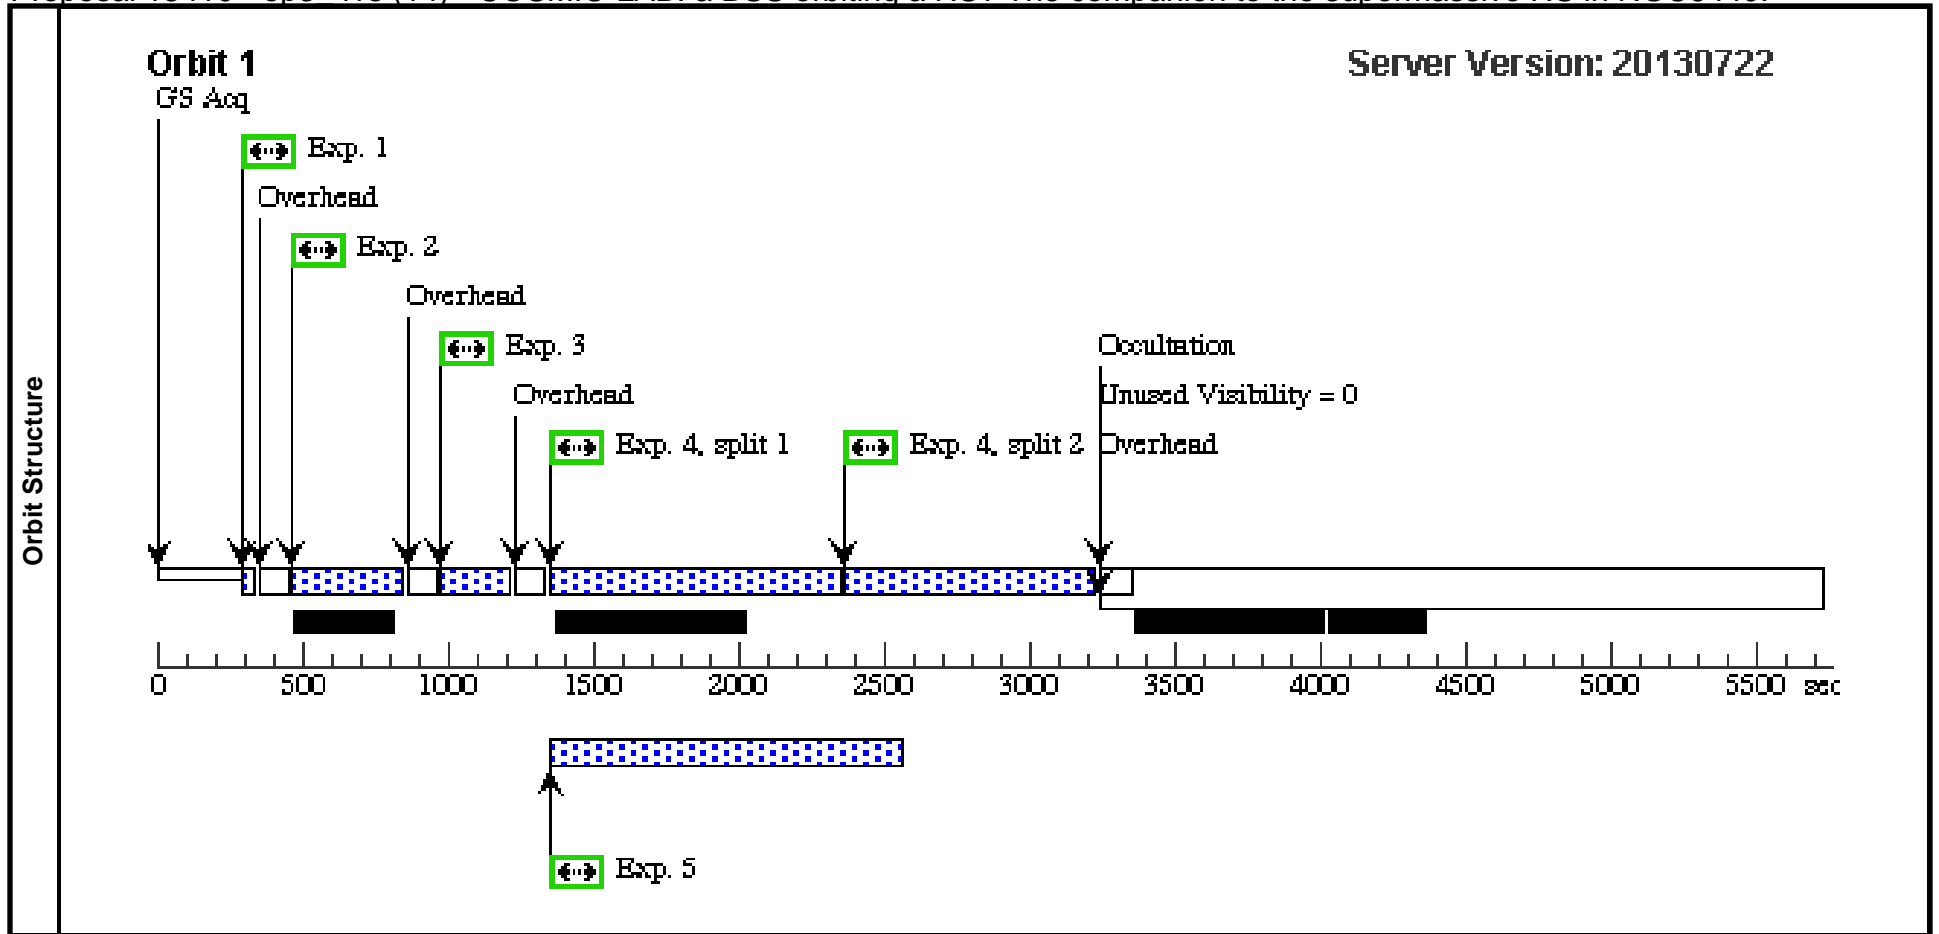 Orbit 1
Server Version: 20130722
GS Acq
Exp. 1
Overhead
Exp. 2
Overhead
Exp. 3
Occultation
Overhead
Unused Visibility = 0
Exp. 4, split 1
Exp. 4, split 2
Overhead
Orbit Structure
0 500 1000 1500 2000 2500 3000 3500 4000 4500 5000 5500 sec
Exp. 5